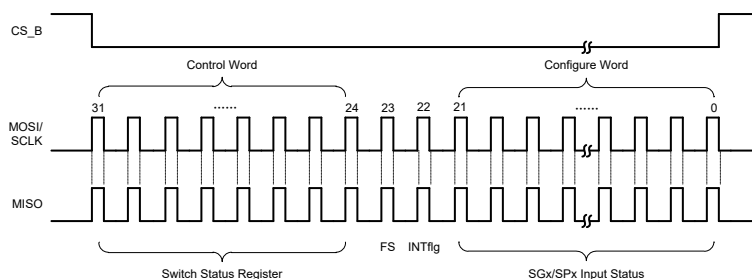 CS_B
Control Word
Configure Word
31 ...... 24 23 22 21 ...... 0
MOSI/
SCLK
MISO
FS INTflg
Switch Status Register
SGx/SPx Input Status